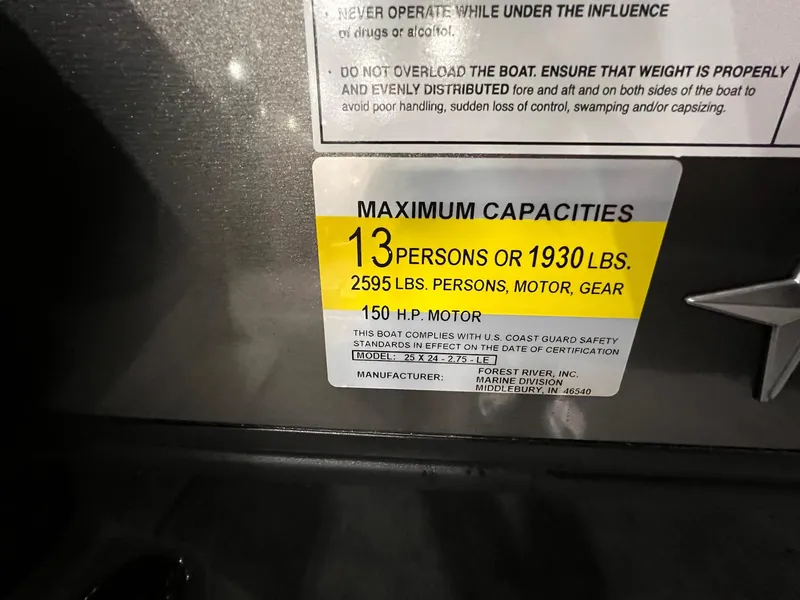 · NEVER OPERATE WHILE UNDER THE INFLUENCE
of drugs or alcohol.
· DO NOT OVERLOAD THE BOAT. ENSURE THAT WEIGHT IS PROPERLY
AND EVENLY DISTRIBUTED fore and aft and on both sides of the boat to
avoid poor handling, sudden loss of control, swamping and/or capsizing.
MAXIMUM CAPACITIES
13 PERSONS OR 1930 LBS.
2595 LBS. PERSONS, MOTOR, GEAR
150 H.P. MOTOR
THIS BOAT COMPLIES WITH U.S. COAST GUARD SAFETY
STANDARDS IN EFFECT ON THE DATE OF CERTIFICATION
MODEL: 25 X 24 - 2.75 - LE
MANUFACTURER: FOREST RIVER, INC.
MARINE DIVISION
MIDDLEBURY, IN 46540